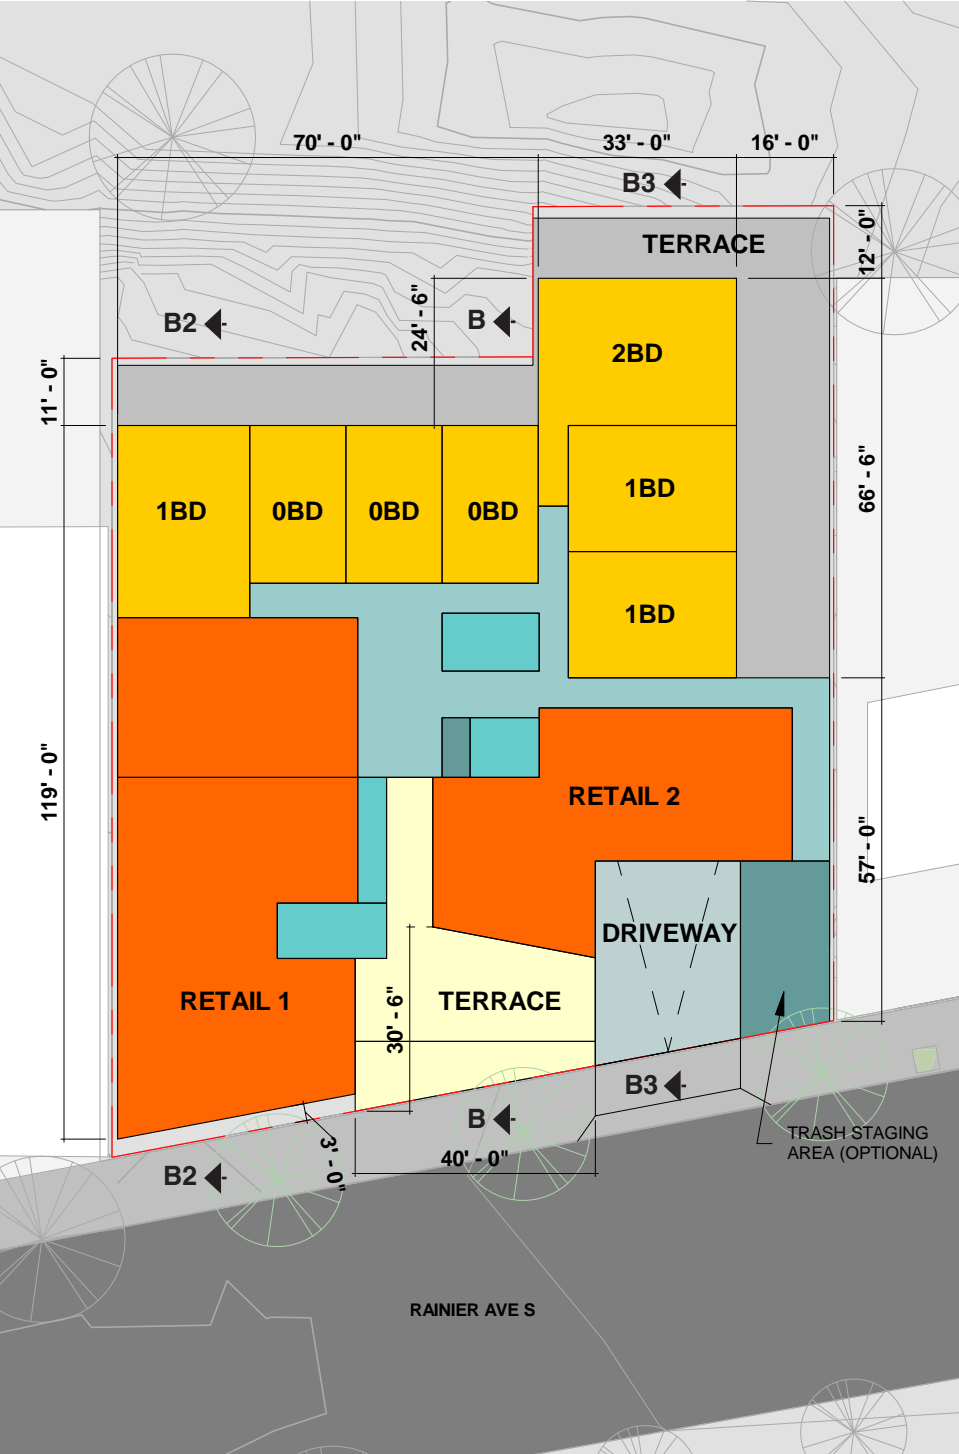 70' - 0"
33' - 0"
16' - 0"
B3
TERRACE
12' - 0"
B2
24' - 6"
B
2BD
11' - 0"
1BD
0BD
0BD
0BD
1BD
66' - 6"
1BD
119' - 0"
RETAIL 2
57' - 0"
DRIVEWAY
RETAIL 1
30' - 6"
TERRACE
B3
B
TRASH STAGING
AREA (OPTIONAL)
3' - 0"
40' - 0"
B2
RAINIER AVE S